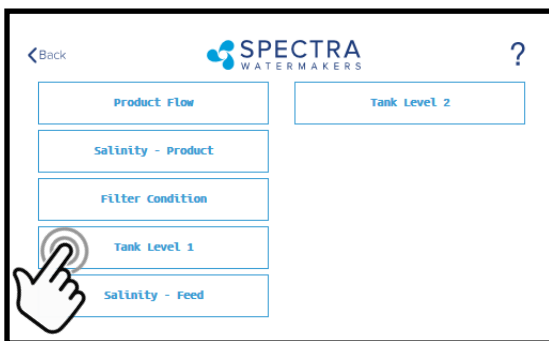 Back
SPECTRA
WATERMAKERS
?
Product Flow
Tank Level 2
Salinity - Product
Filter Condition
Tank Level 1
Salinity - Feed